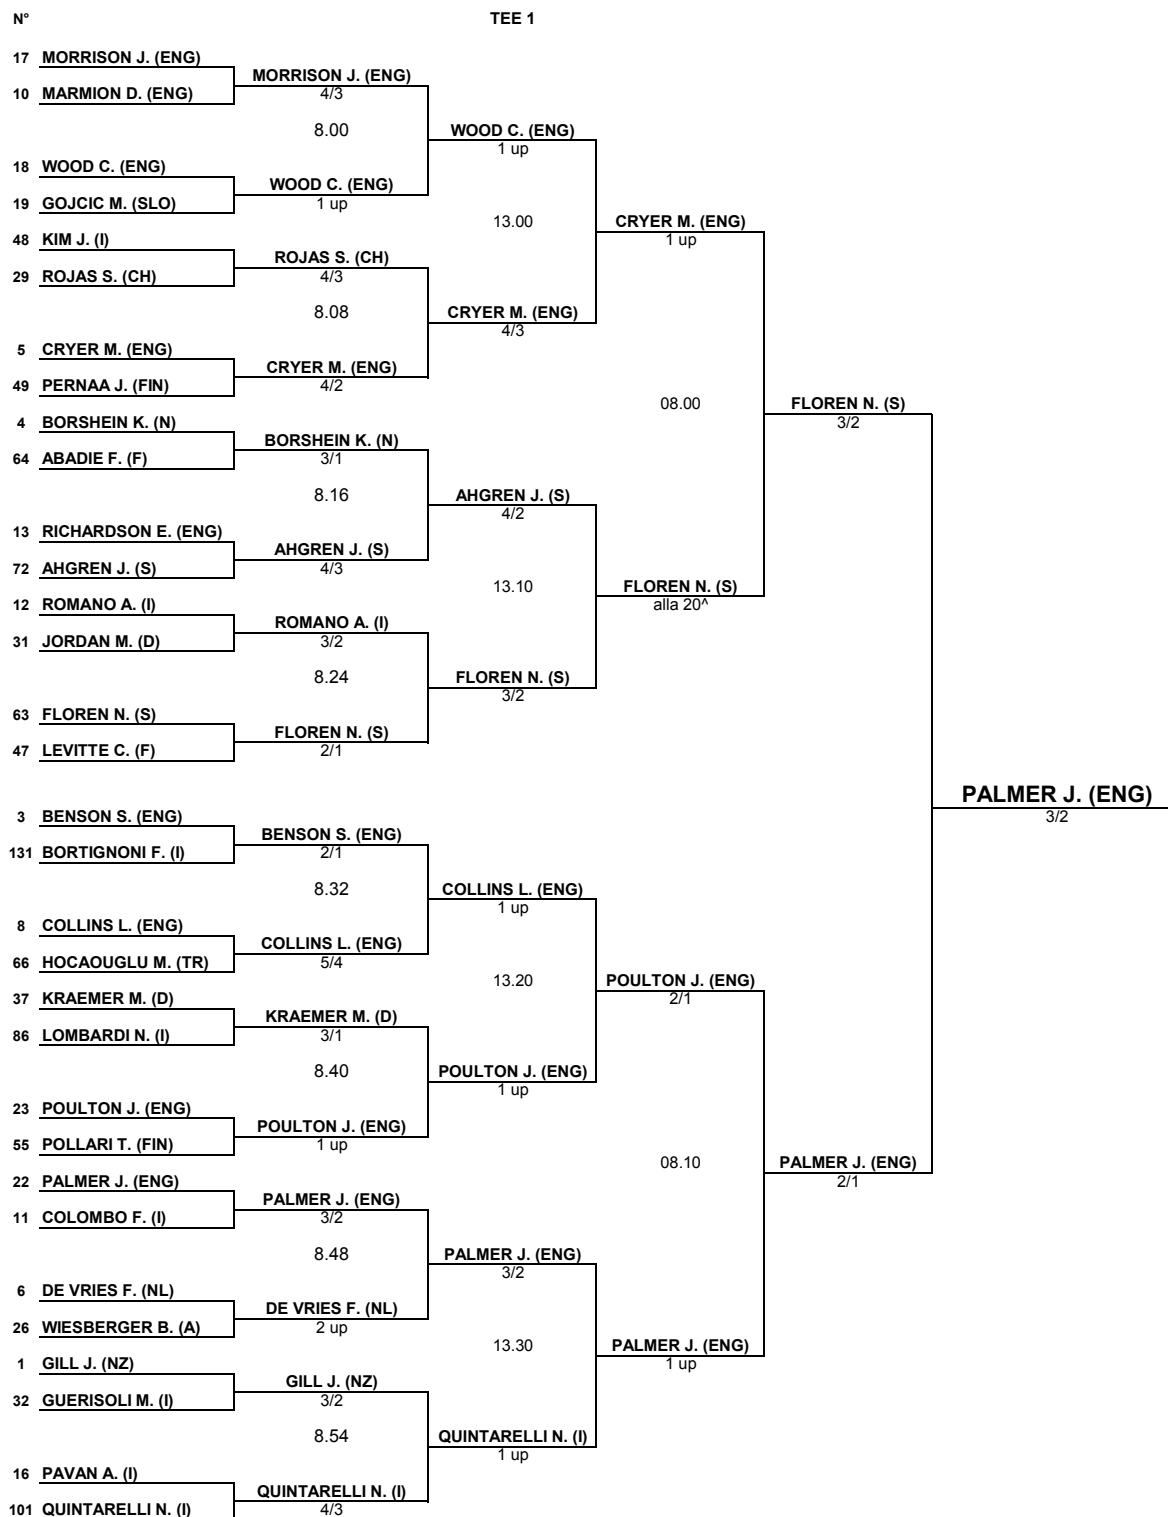 N° TEE 1
17 MORRISON J. (ENG)
MORRISON J. (ENG)
10 MARMION D. (ENG) 4/3
8.00 WOOD C. (ENG)
1 up
18 WOOD C. (ENG)
WOOD C. (ENG)
19 GOJCIC M. (SLO) 1 up
13.00 CRYER M. (ENG)
48 KIM J. (I) 1 up
ROJAS S. (CH)
29 ROJAS S. (CH) 4/3
8.08 CRYER M. (ENG)
4/3
5 CRYER M. (ENG)
CRYER M. (ENG)
49 PERNAA J. (FIN) 4/2
08.00 FLOREN N. (S)
4 BORSHEIN K. (N) 3/2
BORSHEIN K. (N)
64 ABADIE F. (F) 3/1
8.16 AHGREN J. (S)
4/2
13 RICHARDSON E. (ENG)
AHGREN J. (S)
72 AHGREN J. (S) 4/3
13.10 FLOREN N. (S)
12 ROMANO A. (I) alla 20^
ROMANO A. (I)
31 JORDAN M. (D) 3/2
8.24 FLOREN N. (S)
3/2
63 FLOREN N. (S)
FLOREN N. (S)
47 LEVITTE C. (F) 2/1
PALMER J. (ENG)
3 BENSON S. (ENG) 3/2
BENSON S. (ENG)
131 BORTIGNONI F. (I) 2/1
8.32 COLLINS L. (ENG)
1 up
8 COLLINS L. (ENG)
COLLINS L. (ENG)
66 HOCAOUGLU M. (TR) 5/4
13.20 POULTON J. (ENG)
37 KRAEMER M. (D) 2/1
KRAEMER M. (D)
86 LOMBARDI N. (I) 3/1
8.40 POULTON J. (ENG)
1 up
23 POULTON J. (ENG)
POULTON J. (ENG)
55 POLLARI T. (FIN) 1 up
08.10 PALMER J. (ENG)
22 PALMER J. (ENG) 2/1
PALMER J. (ENG)
11 COLOMBO F. (I) 3/2
8.48 PALMER J. (ENG)
3/2
6 DE VRIES F. (NL)
DE VRIES F. (NL)
26 WIESBERGER B. (A) 2 up
13.30 PALMER J. (ENG)
1 GILL J. (NZ) 1 up
GILL J. (NZ)
32 GUERISOLI M. (I) 3/2
8.54 QUINTARELLI N. (I)
1 up
16 PAVAN A. (I)
QUINTARELLI N. (I)
101 QUINTARELLI N. (I) 4/3